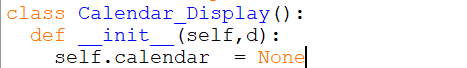 class Calendar_Display():
  def __init__(self,d):
    self.calendar  = None